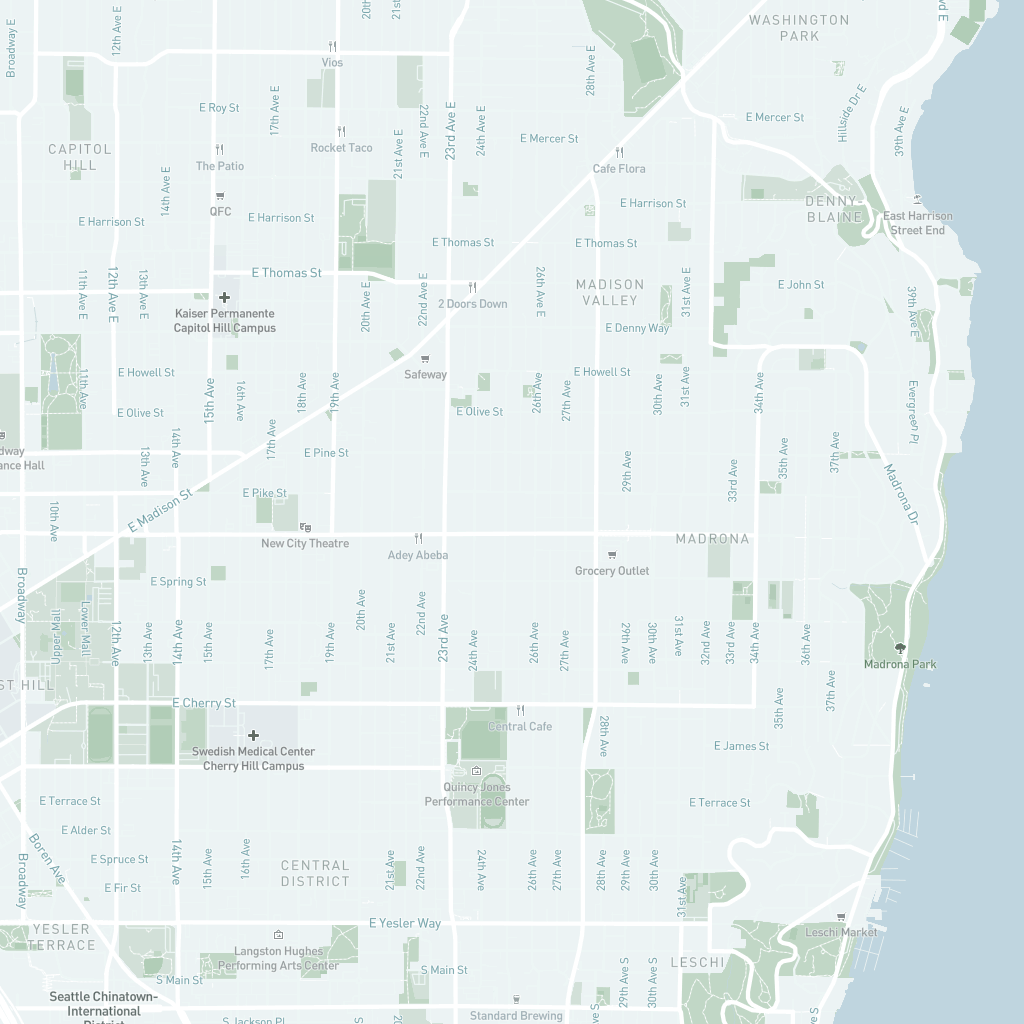 Broadway E
12th Ave E
20th
21st
WASHINGTON
PARK
Vios
28th Ave E
E Roy St
17th Ave E
22nd Ave E
23rd Ave E
24th Ave E
E Mercer St
E Mercer St
Hillside Dr E
39th Ave E
CAPITOL
HILL
The Patio
Rocket Taco
21st Ave E
Cafe Flora
14th Ave E
QFC
E Harrison St
E Harrison St
E Harrison St
DENNY-
BLAINE
East Harrison
Street End
E Thomas St
E Thomas St
E Thomas St
11th Ave E
12th Ave E
13th Ave E
Kaiser Permanente
Capitol Hill Campus
20th Ave E
22nd Ave E
2 Doors Down
26th Ave E
MADISON
VALLEY
31st Ave E
E John St
39th Ave E
E Denny Way
Safeway
E Howell St
E Howell St
11th Ave
15th Ave
16th Ave
18th Ave
19th Ave
26th Ave
27th Ave
30th Ave
31st Ave
34th Ave
Evergreen Pl
E Olive St
E Olive St
dway
ance Hall
13th Ave
14th Ave
17th Ave
E Pine St
29th Ave
33rd Ave
35th Ave
37th Ave
Madrona Dr
E Pike St
E Madison St
10th Ave
New City Theatre
Adey Abeba
MADRONA
Grocery Outlet
E Spring St
Broadway
Upper Mall
Lower Mall
12th Ave
13th Ave
14th Ave
15th Ave
17th Ave
19th Ave
20th Ave
21st Ave
22nd Ave
23rd Ave
24th Ave
26th Ave
27th Ave
29th Ave
30th Ave
31st Ave
32nd Ave
33rd Ave
34th Ave
36th Ave
Madrona Park
ST HILL
E Cherry St
Central Cafe
28th Ave
35th Ave
37th Ave
E James St
Swedish Medical Center
Cherry Hill Campus
Quincy Jones
Performance Center
E Terrace St
E Terrace St
E Alder St
Boren Ave
E Spruce St
E Fir St
Broadway
14th Ave
15th Ave
16th Ave
CENTRAL
DISTRICT
21st Ave
22nd Ave
24th Ave
26th Ave
27th Ave
28th Ave
29th Ave
30th Ave
31st Ave
E Yesler Way
YESLER
TERRACE
Langston Hughes
Performing Arts Center
Leschi Market
LESCHI
S Main St
S Main St
29th Ave S
30th Ave S
Seattle Chinatown-
International
District
S Jackson Pl
Standard Brewing